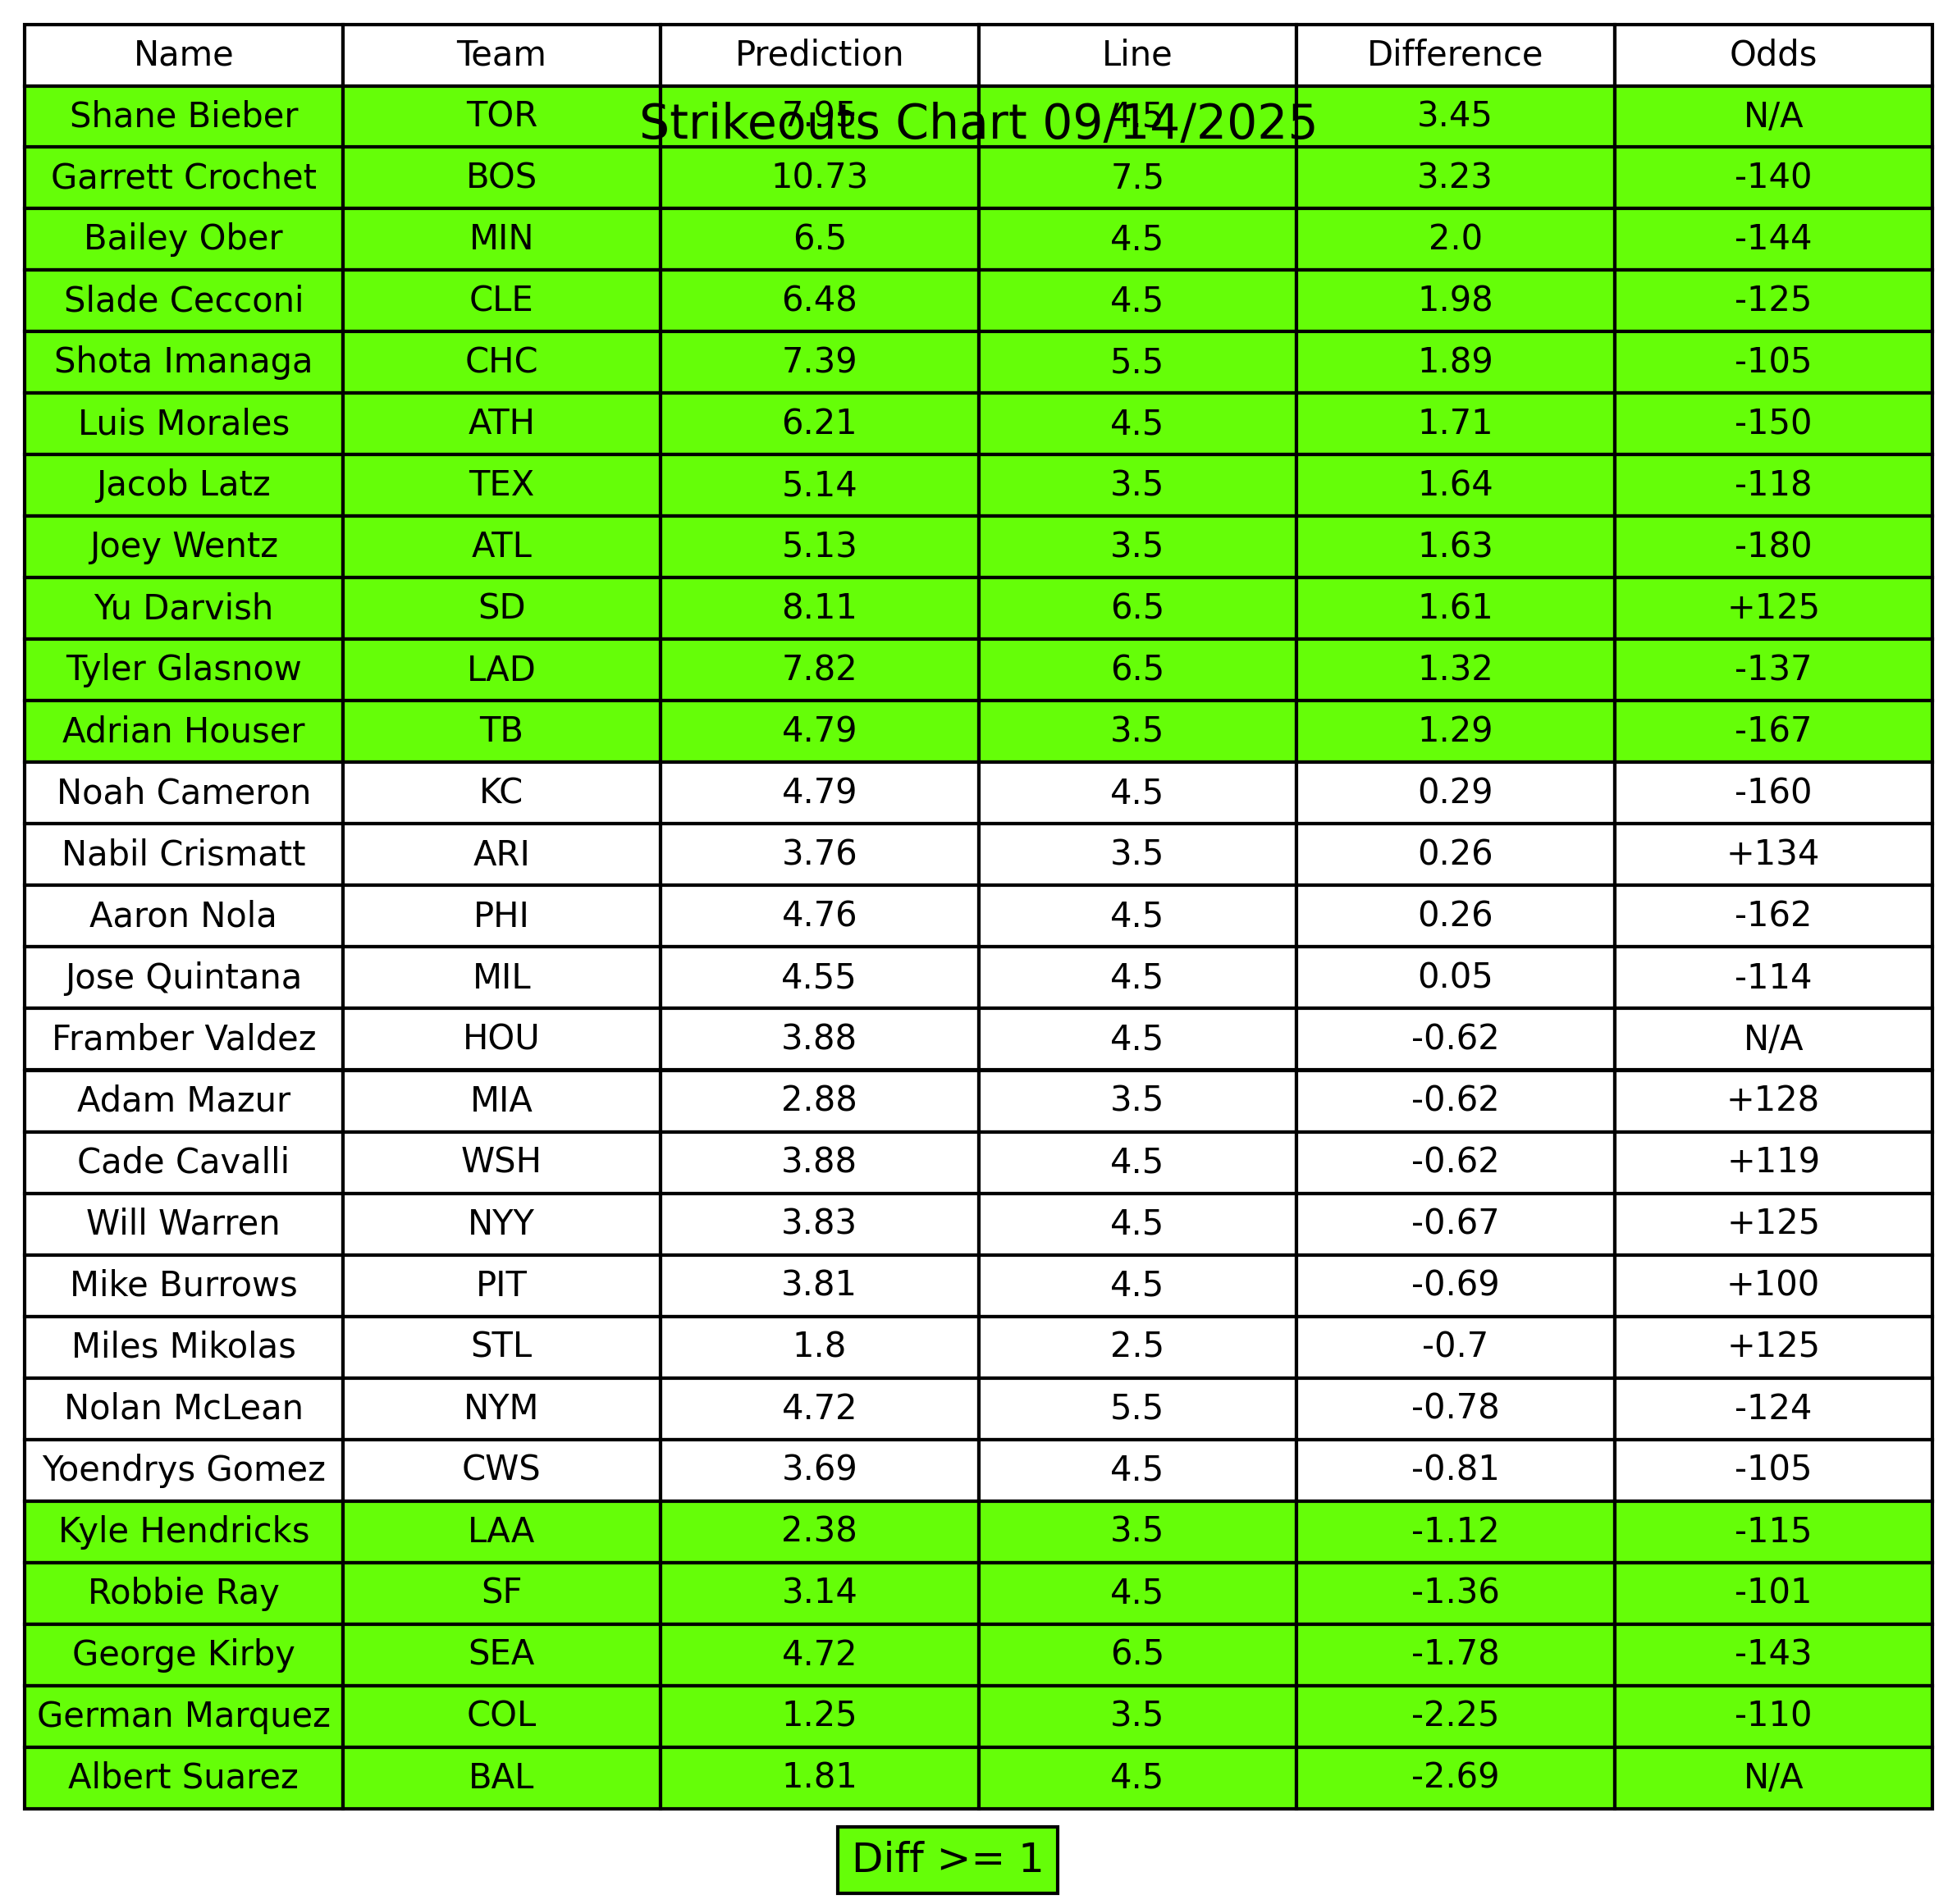 Name Team Prediction Line Difference Odds
Shane Bieber TOR 7.95 4.5 3.45 N/A
Strikeouts Chart 09/14/2025
Garrett Crochet BOS 10.73 7.5 3.23 -140
Bailey Ober MIN 6.5 4.5 2.0 -144
Slade Cecconi CLE 6.48 4.5 1.98 -125
Shota Imanaga CHC 7.39 5.5 1.89 -105
Luis Morales ATH 6.21 4.5 1.71 -150
Jacob Latz TEX 5.14 3.5 1.64 -118
Joey Wentz ATL 5.13 3.5 1.63 -180
Yu Darvish SD 8.11 6.5 1.61 +125
Tyler Glasnow LAD 7.82 6.5 1.32 -137
Adrian Houser TB 4.79 3.5 1.29 -167
Noah Cameron KC 4.79 4.5 0.29 -160
Nabil Crismatt ARI 3.76 3.5 0.26 +134
Aaron Nola PHI 4.76 4.5 0.26 -162
Jose Quintana MIL 4.55 4.5 0.05 -114
Framber Valdez HOU 3.88 4.5 -0.62 N/A
Adam Mazur MIA 2.88 3.5 -0.62 +128
Cade Cavalli WSH 3.88 4.5 -0.62 +119
Will Warren NYY 3.83 4.5 -0.67 +125
Mike Burrows PIT 3.81 4.5 -0.69 +100
Miles Mikolas STL 1.8 2.5 -0.7 +125
Nolan McLean NYM 4.72 5.5 -0.78 -124
Yoendrys Gomez CWS 3.69 4.5 -0.81 -105
Kyle Hendricks LAA 2.38 3.5 -1.12 -115
Robbie Ray SF 3.14 4.5 -1.36 -101
George Kirby SEA 4.72 6.5 -1.78 -143
German Marquez COL 1.25 3.5 -2.25 -110
Albert Suarez BAL 1.81 4.5 -2.69 N/A
Diff >= 1